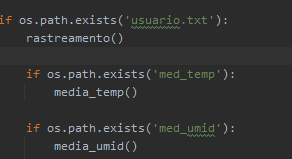 if os.path.exists('usuario.txt'):
    rastreamento()
    if os.path.exists('med_temp'):
        media_temp()
    if os.path.exists('med_umid'):
        media_umid()